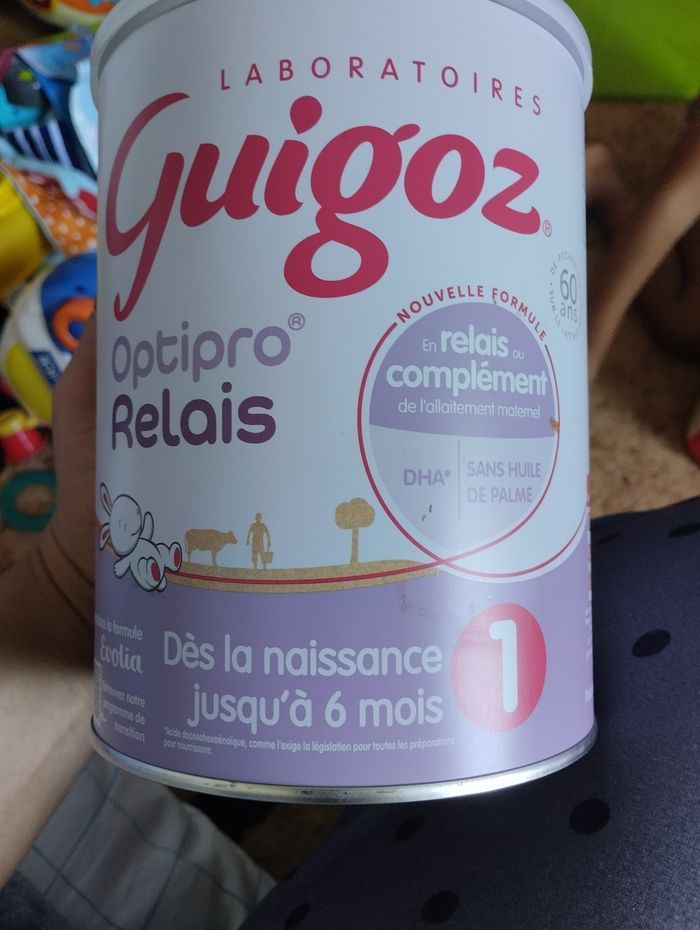 LABORATOIRES
Guigoz®
60
ans
Optipro®
Relais
NOUVELLE FORMULE
En relais ou
complément
de l'allaitement maternel
DHA*
SANS HUILE
DE PALME
la formule
Evolia
notre
programme de
transition
Dès la naissance
jusqu'à 6 mois
1
*Acide docosahexaénoïque, comme l'exige la législation pour toutes les préparations
pour nourrissons.